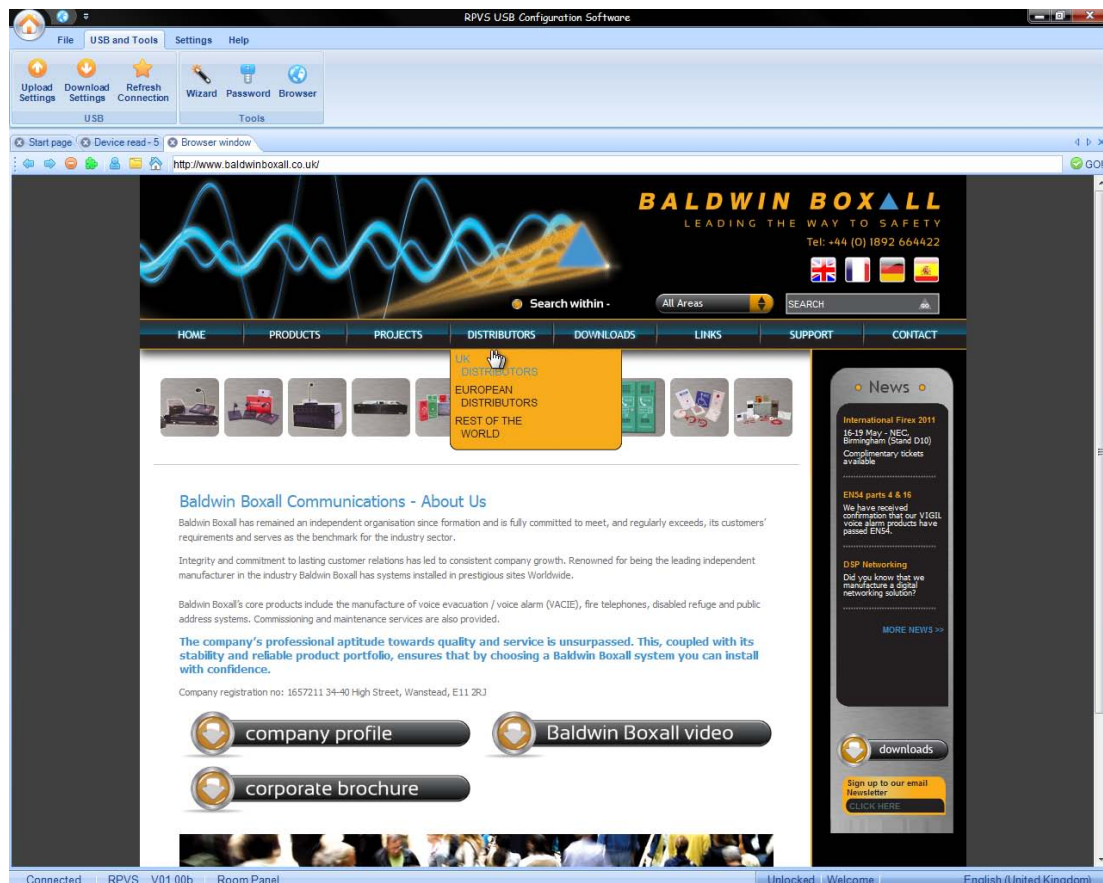 RPVS USB Configuration Software
File USB and Tools Settings Help
Upload Settings
Download Settings
Refresh Connection
Wizard Password Browser
USB Tools
Start page Device read - 5 Browser window
http://www.baldwinboxall.co.uk/ GO!
BALDWIN BOXALL
LEADING THE WAY TO SAFETY
Tel: +44 (0) 1892 664422
Search within - All Areas SEARCH
HOME PRODUCTS PROJECTS DISTRIBUTORS DOWNLOADS LINKS SUPPORT CONTACT
UK
DISTRIBUTORS
EUROPEAN
DISTRIBUTORS
REST OF THE
WORLD
Baldwin Boxall Communications - About Us
Baldwin Boxall has remained an independent organisation since formation and is fully committed to meet, and regularly exceeds, its customers'
requirements and serves as the benchmark for the industry sector.
Integrity and commitment to lasting customer relations has led to consistent company growth. Renowned for being the leading independent
manufacturer in the industry Baldwin Boxall has systems installed in prestigious sites Worldwide.
Baldwin Boxall's core products include the manufacture of voice evacuation / voice alarm (VACIE), fire telephones, disabled refuge and public
address systems. Commissioning and maintenance services are also provided.
The company's professional aptitude towards quality and service is unsurpassed. This, coupled with its
stability and reliable product portfolio, ensures that by choosing a Baldwin Boxall system you can install
with confidence.
Company registration no: 1657211 34-40 High Street, Wanstead, E11 2RJ
company profile
Baldwin Boxall video
corporate brochure
News
International Firex 2011
16-19 May - NEC,
Birmingham (Stand D10)
Complimentary tickets
available
EN54 parts 4 & 16
We have received
confirmation that our VIGIL
voice alarm products have
passed EN54.
DSP Networking
Did you know that we
manufacture a digital
networking solution?
MORE NEWS >>
downloads
Sign up to our email
Newsletter
CLICK HERE
Connected RPVS V01.00b Room Panel Unlocked Welcome English (United Kingdom)